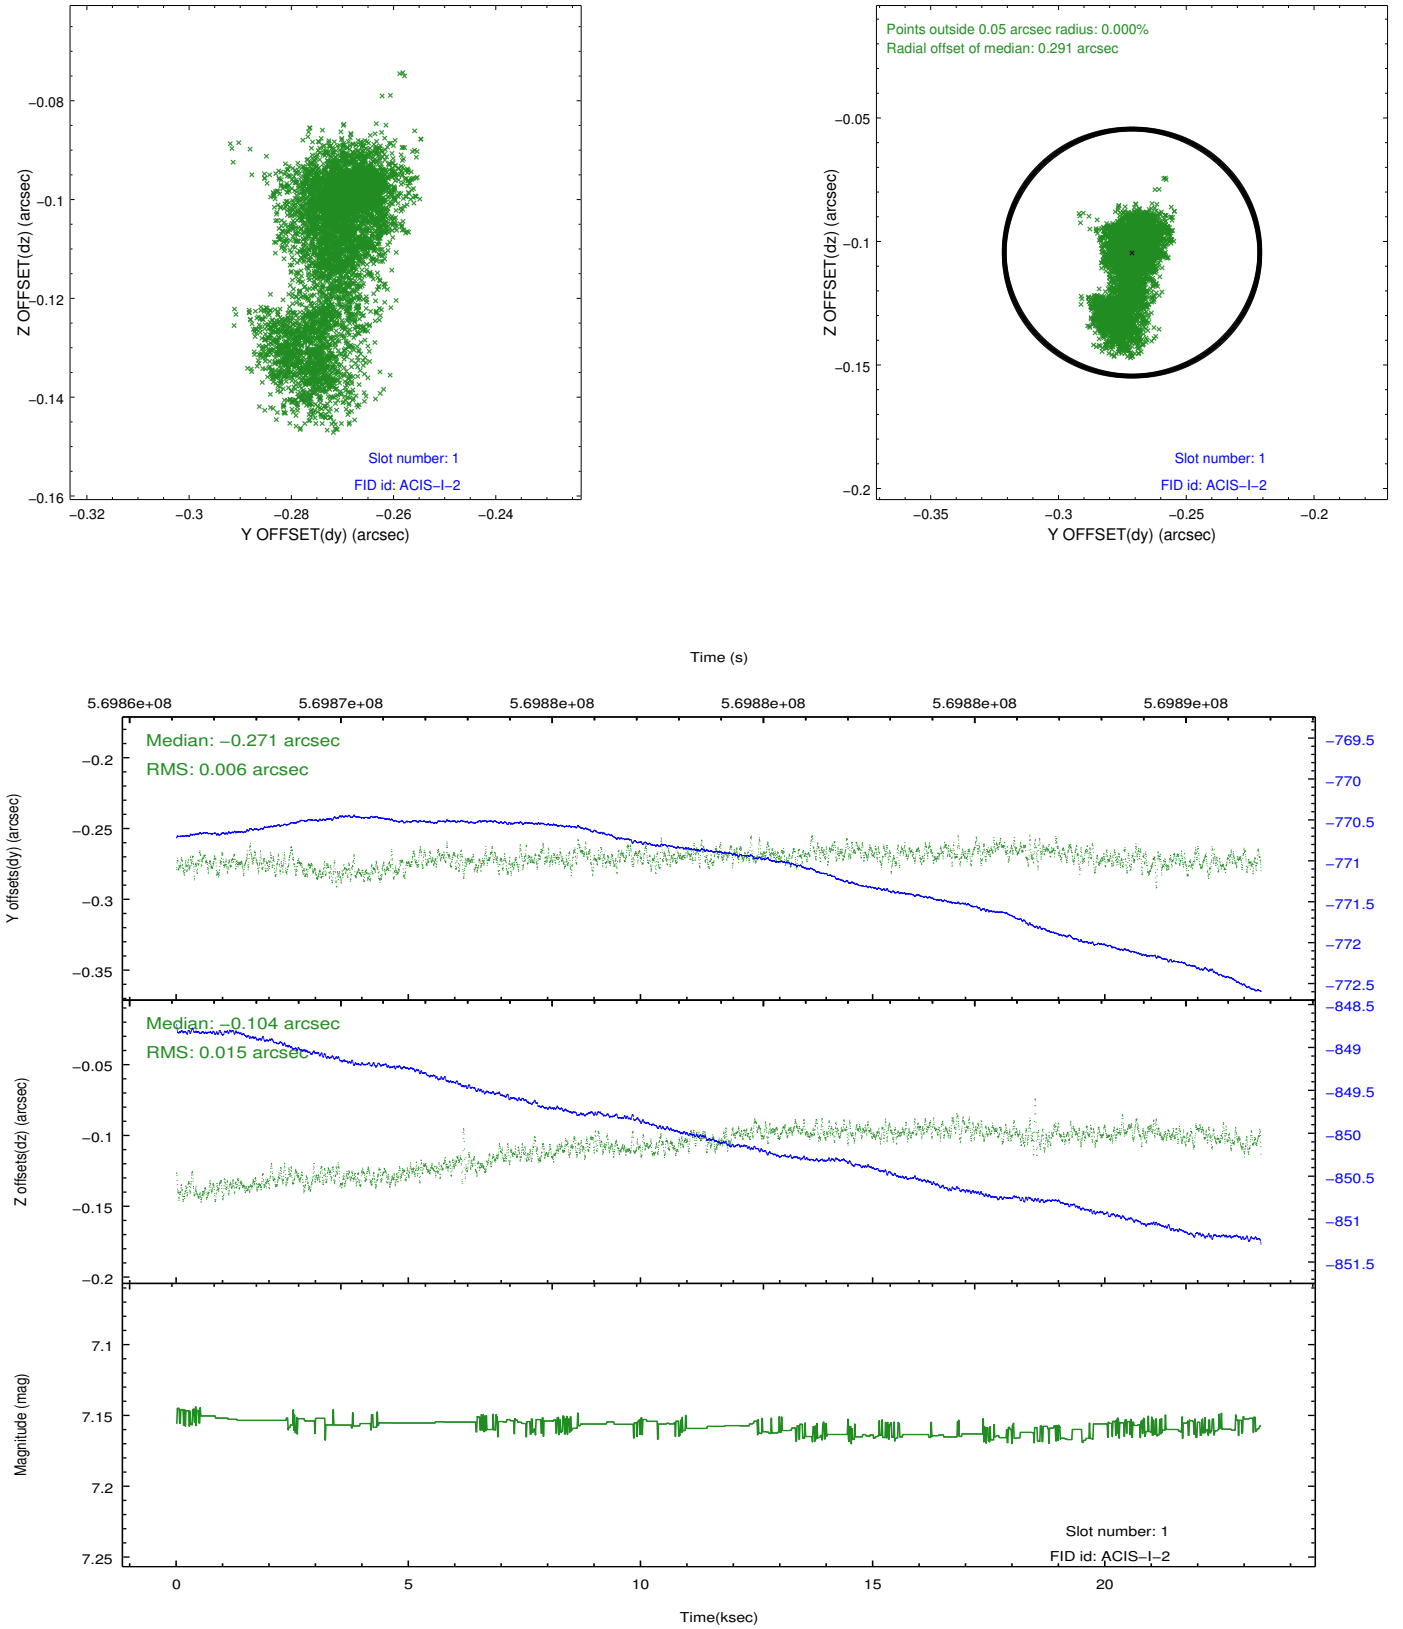 −0.08
−0.1
−0.12
−0.14
−0.16
Z OFFSET(dz) (arcsec)
Slot number: 1
FID id: ACIS−I−2
−0.32
−0.3
−0.28
−0.26
−0.24
Y OFFSET(dy) (arcsec)
Points outside 0.05 arcsec radius: 0.000%
Radial offset of median: 0.291 arcsec
−0.05
−0.1
−0.15
−0.2
Z OFFSET(dz) (arcsec)
Slot number: 1
FID id: ACIS−I−2
−0.35
−0.3
−0.25
−0.2
Y OFFSET(dy) (arcsec)
Time (s)
5.6986e+08
5.6987e+08
5.6988e+08
5.6988e+08
5.6988e+08
5.6989e+08
Median: −0.271 arcsec
RMS: 0.006 arcsec
−0.2
−0.25
−0.3
−0.35
Y offsets(dy) (arcsec)
−769.5
−770
−770.5
−771
−771.5
−772
−772.5
Median: −0.104 arcsec
RMS: 0.015 arcsec
−0.05
−0.1
−0.15
−0.2
Z offsets(dz) (arcsec)
−848.5
−849
−849.5
−850
−850.5
−851
−851.5
7.1
7.15
7.2
7.25
Magnitude (mag)
Slot number: 1
FID id: ACIS−I−2
0
5
10
15
20
Time(ksec)